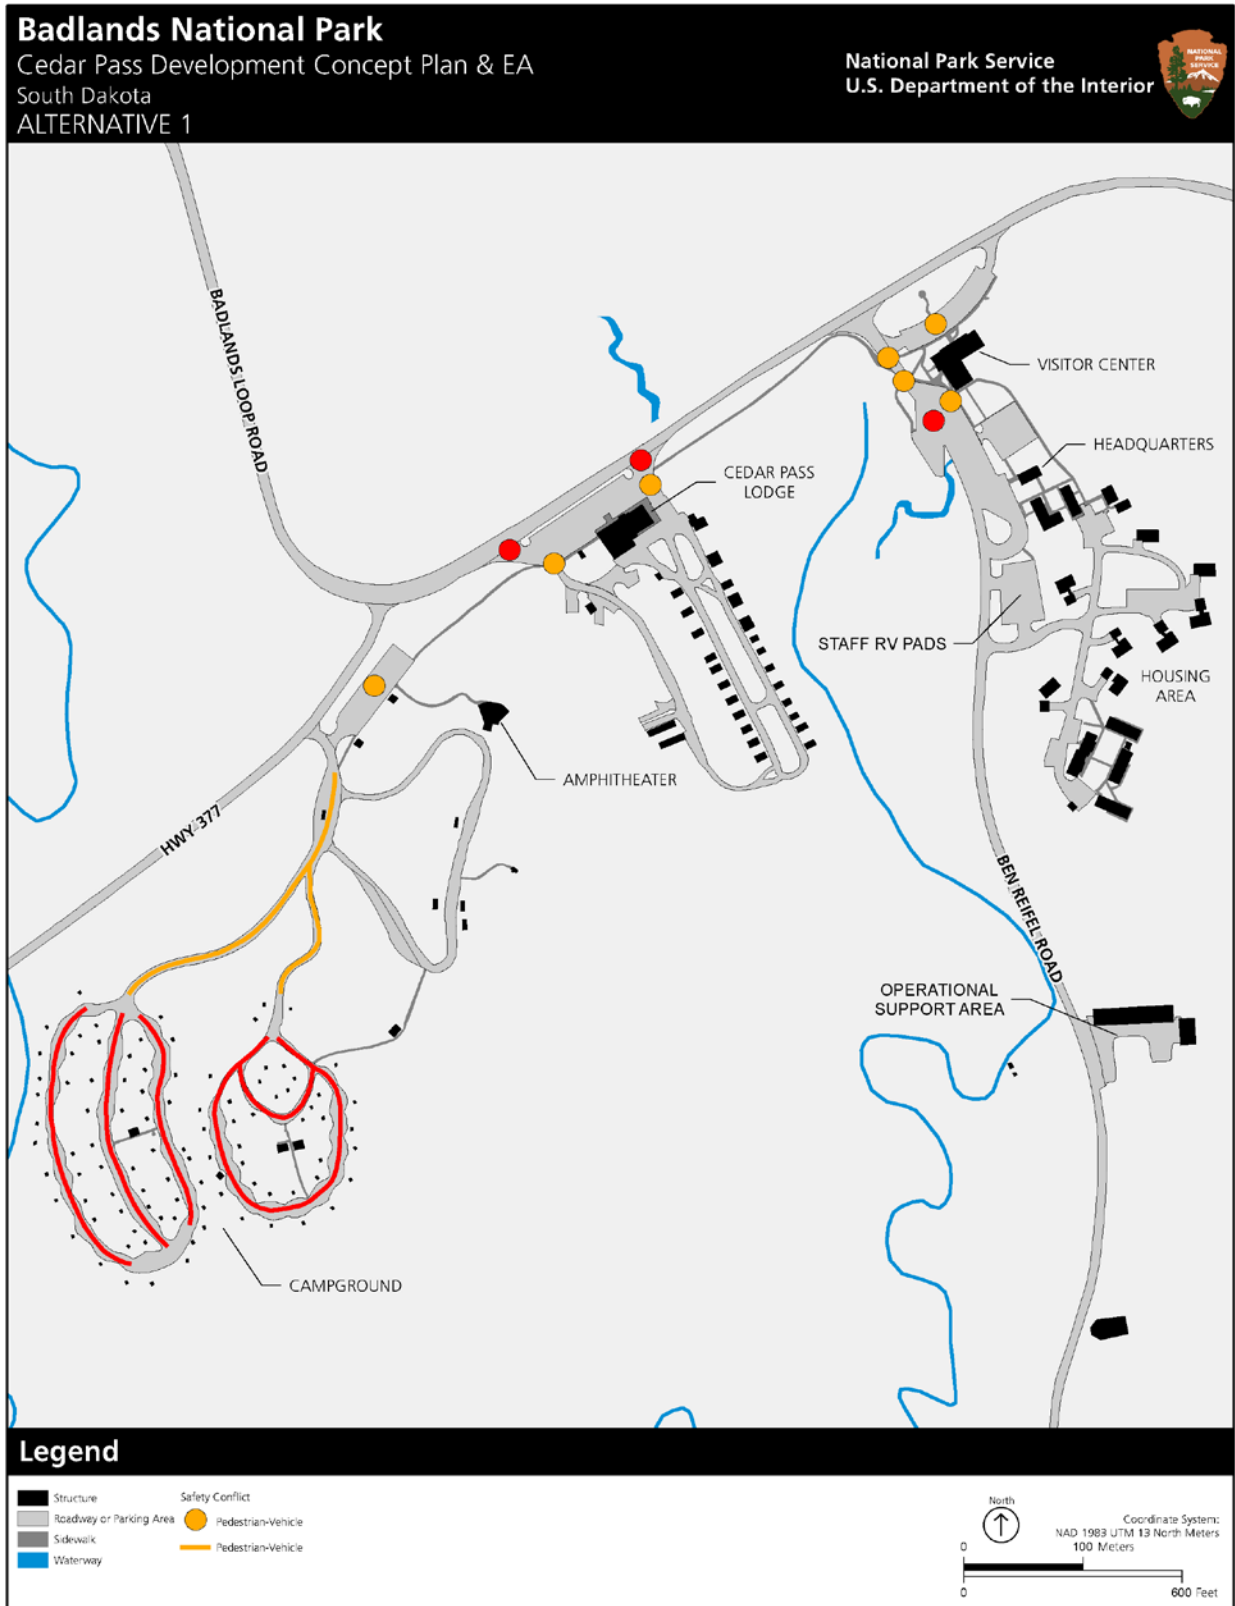 Badlands National Park
Cedar Pass Development Concept Plan & EA
South Dakota
ALTERNATIVE 1
National Park Service
U.S. Department of the Interior
NATIONAL
PARK
SERVICE
BADLANDS LOOP ROAD
VISITOR CENTER
HEADQUARTERS
CEDAR PASS
LODGE
STAFF RV PADS
HOUSING
AREA
AMPHITHEATER
HWY 377
BEN REIFEL ROAD
OPERATIONAL
SUPPORT AREA
CAMPGROUND
Legend
Structure
Roadway or Parking Area
Sidewalk
Waterway
Safety Conflict
Pedestrian-Vehicle
Pedestrian-Vehicle
North
Coordinate System:
NAD 1983 UTM 13 North Meters
0 100 Meters
0 600 Feet